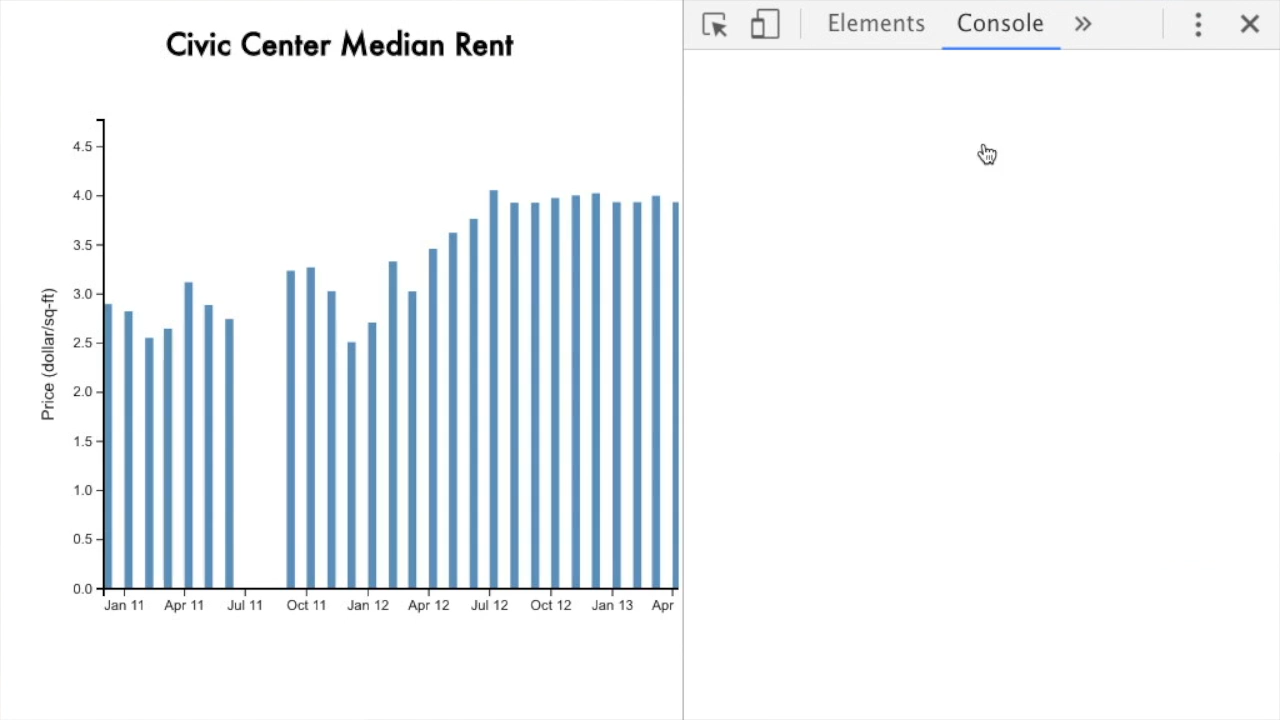 Civic Center Median Rent
Elements Console
4.5
4.0
3.5
3.0
2.5
2.0
1.5
1.0
0.5
0.0
Price (dollar/sq-ft)
Jan 11 Apr 11 Jul 11 Oct 11 Jan 12 Apr 12 Jul 12 Oct 12 Jan 13 Apr